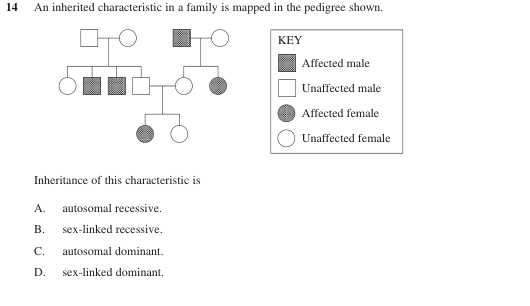 14 An inherited characteristic in a family is mapped in the pedigree shown.
KEY
Affected male
Unaffected male
Affected female
Unaffected female
Inheritance of this characteristic is
A. autosomal recessive.
B. sex-linked recessive.
C. autosomal dominant.
D. sex-linked dominant.